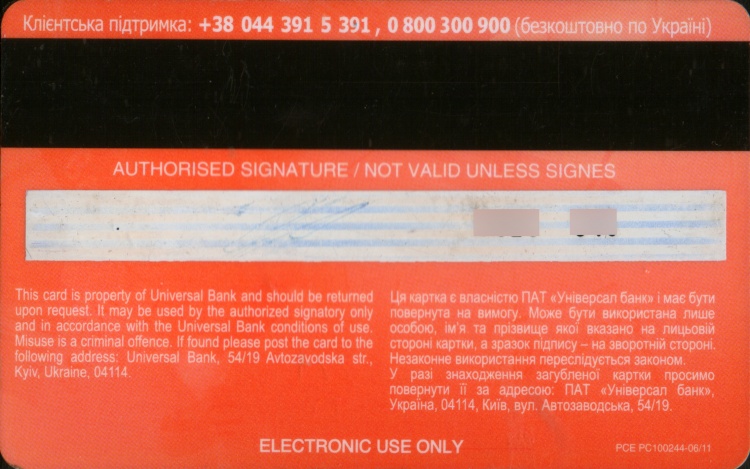 Клієнтська підтримка: +38 044 391 5 391, 0 800 300 900 (безкоштовно по Україні)
AUTHORISED SIGNATURE / NOT VALID UNLESS SIGNES
This card is property of Universal Bank and should be returned
upon request. It may be used by the authorized signatory only
and in accordance with the Universal Bank conditions of use.
Misuse is a criminal offence. If found please post the card to the
following address: Universal Bank, 54/19 Avtozavodska str.,
Kyiv, Ukraine, 04114.
Ця картка є власністю ПАТ «Універсал банк» і має бути
повернута на вимогу. Може бути використана лише
особою, ім'я та прізвище якої вказано на лицьовій
стороні картки, а зразок підпису – на зворотній стороні.
Незаконне використання переслідується законом.
У разі знаходження загубленої картки просимо
повернути її за адресою: ПАТ «Універсал банк»,
Україна, 04114, Київ, вул. Автозаводська, 54/19.
ELECTRONIC USE ONLY
PCE PC100244-06/11